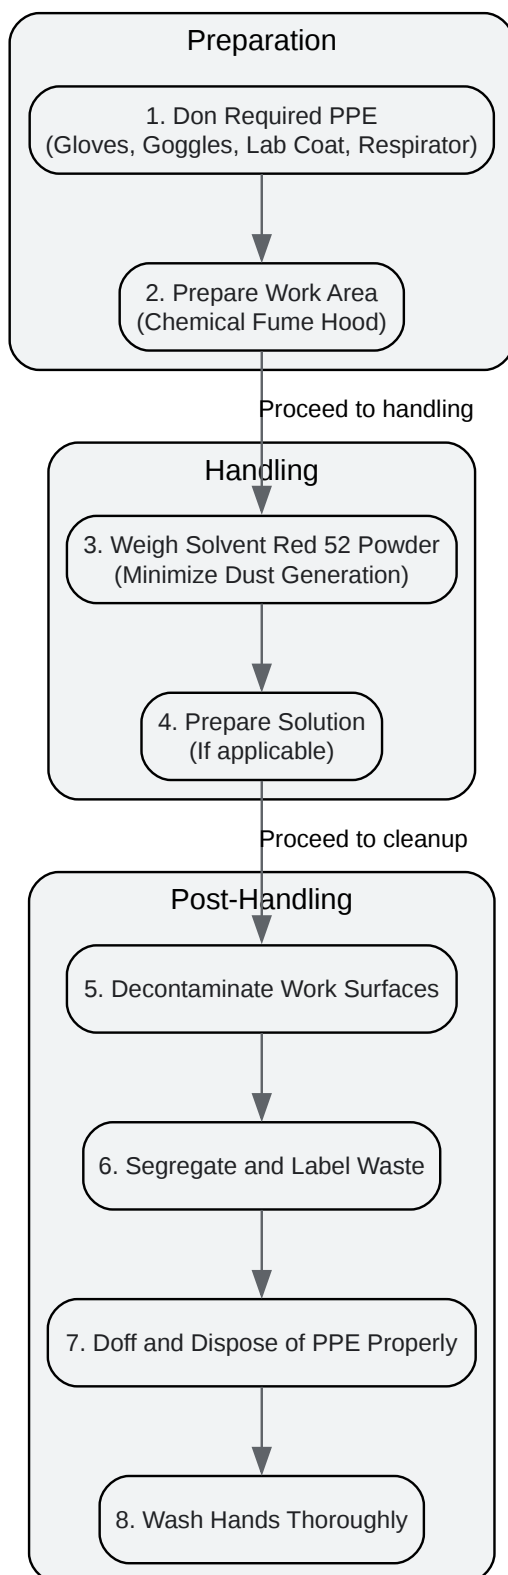 Preparation
1. Don Required PPE
(Gloves, Goggles, Lab Coat, Respirator)
2. Prepare Work Area
(Chemical Fume Hood)
Proceed to handling
Handling
3. Weigh Solvent Red 52 Powder
(Minimize Dust Generation)
4. Prepare Solution
(If applicable)
Proceed to cleanup
Post-Handling
5. Decontaminate Work Surfaces
6. Segregate and Label Waste
7. Doff and Dispose of PPE Properly
8. Wash Hands Thoroughly